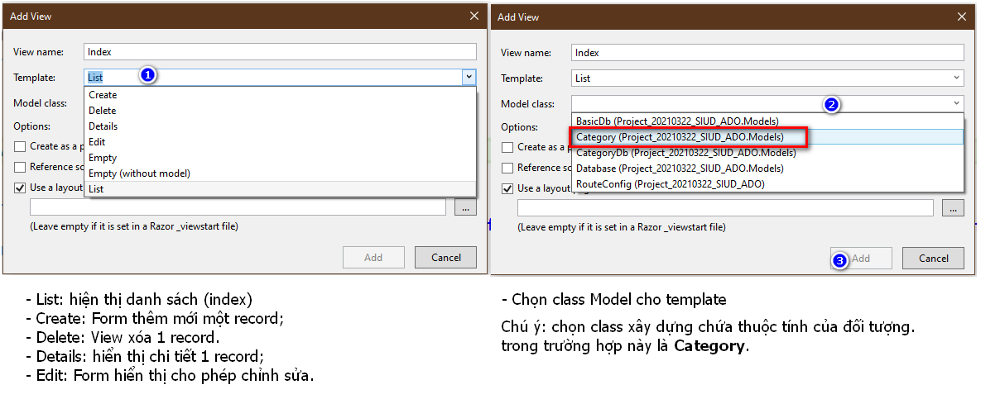 Add View
View name: Index
Template: List
1
Create
Delete
Details
Edit
Empty
Empty (without model)
List
Model class:
Options:
Create as a p
Reference sc
Use a layout
...
(Leave empty if it is set in a Razor _viewstart file)
Add Cancel
- List: hiện thị danh sách (index)
- Create: Form thêm mới một record;
- Delete: View xóa 1 record.
- Details: hiển thị chi tiết 1 record;
- Edit: Form hiển thị cho phép chỉnh sửa.
Add View
View name: Index
Template: List
Model class: 2
BasicDb (Project_20210322_SIUD_ADO.Models)
Category (Project_20210322_SIUD_ADO.Models)
CategoryDb (Project_20210322_SIUD_ADO.Models)
Database (Project_20210322_SIUD_ADO.Models)
RouteConfig (Project_20210322_SIUD_ADO)
Options:
Create as a p
Reference sc
Use a layout pag
...
(Leave empty if it is set in a Razor _viewstart file)
3 Add Cancel
- Chọn class Model cho template
Chú ý: chọn class xây dựng chứa thuộc tính của đối tượng.
trong trường hợp này là Category.